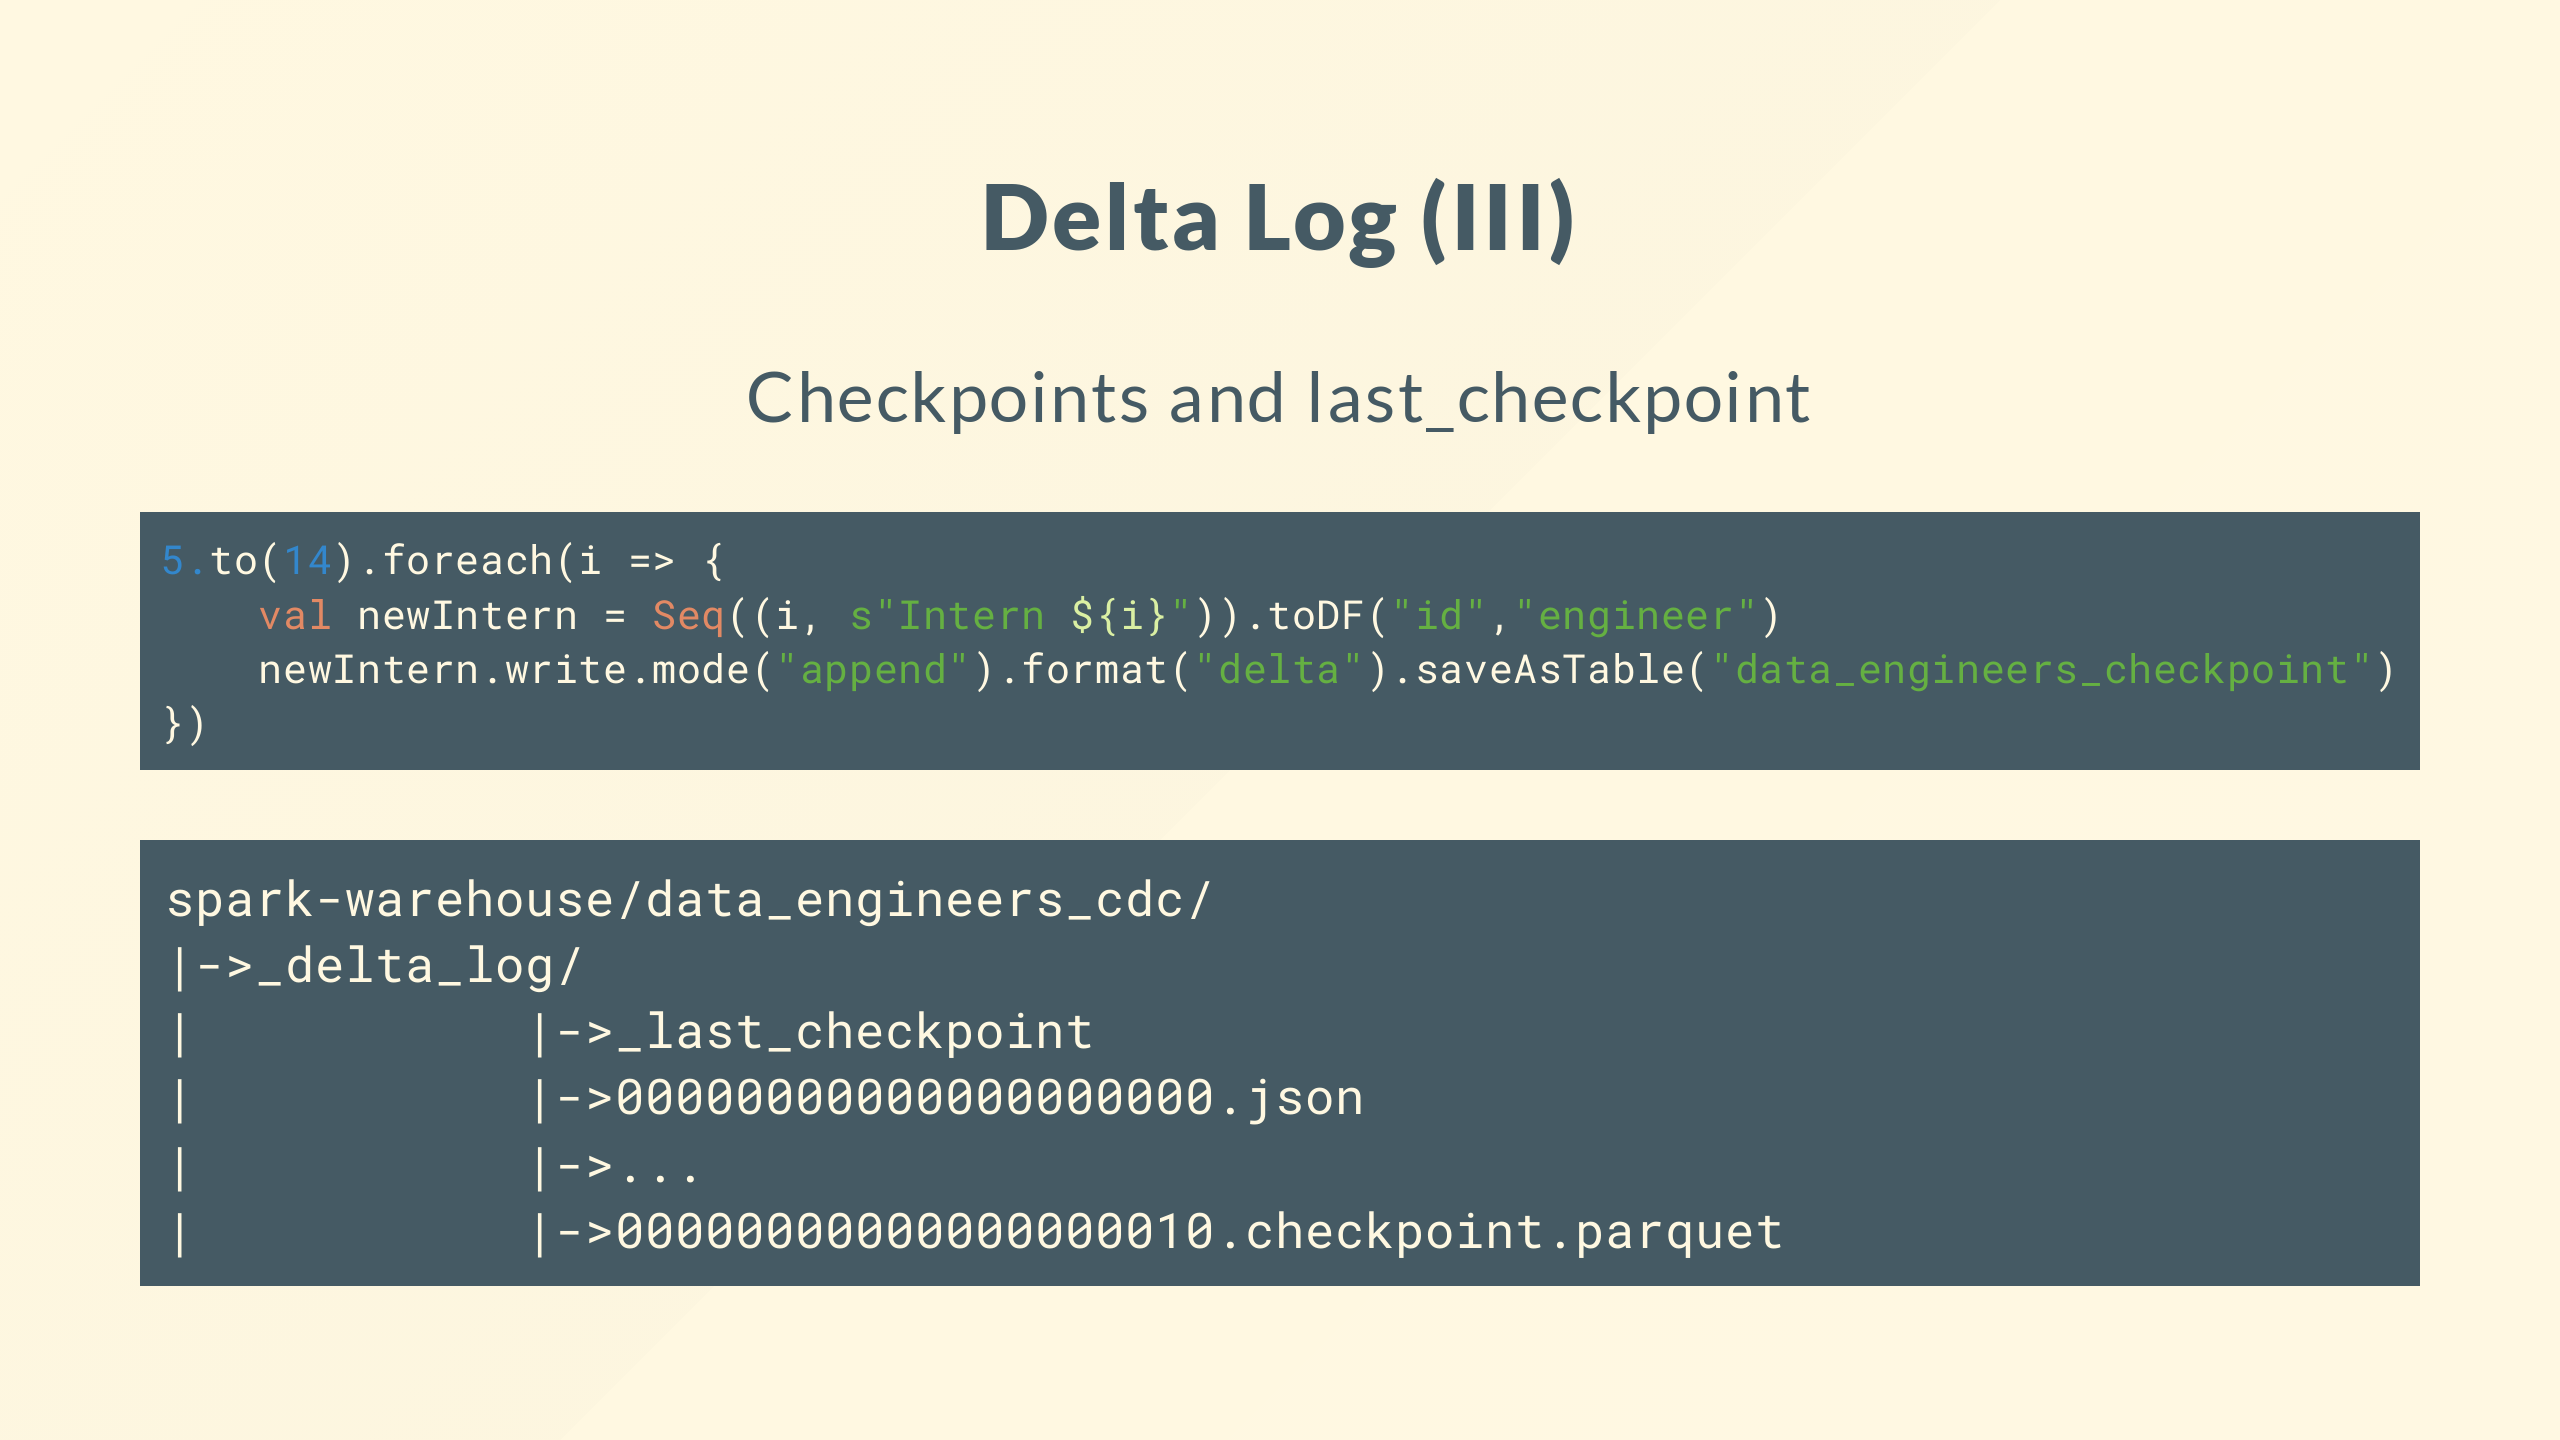 Delta Log (III)
Checkpoints and last_checkpoint
5.to(14).foreach(i => {
    val newIntern = Seq((i, s"Intern ${i}")).toDF("id","engineer")
    newIntern.write.mode("append").format("delta").saveAsTable("data_engineers_checkpoint")
})
spark-warehouse/data_engineers_cdc/
|->_delta_log/
|           |->_last_checkpoint
|           |->00000000000000000000.json
|           |->...
|           |->00000000000000000010.checkpoint.parquet